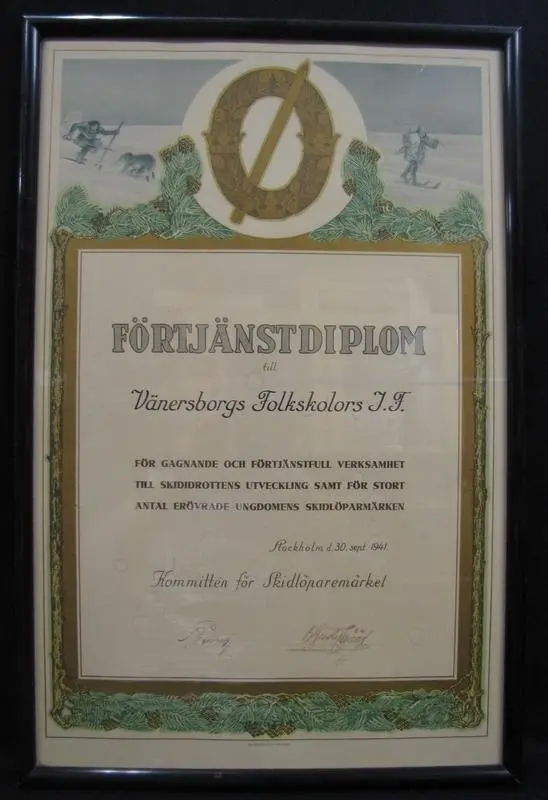 FÖRTJÄNSTDIPLOM
till
Vänersborgs Folkskolors I.F.
FÖR GAGNANDE OCH FÖRTJÄNSTFULL VERKSAMHET
TILL SKIDIDROTTENS UTVECKLING SAMT FÖR STORT
ANTAL ERÖVRADE UNGDOMENS SKIDLÖPARMÄRKEN
Stockholm d. 30. sept. 1941.
Kommittén för Skidlöparemärket